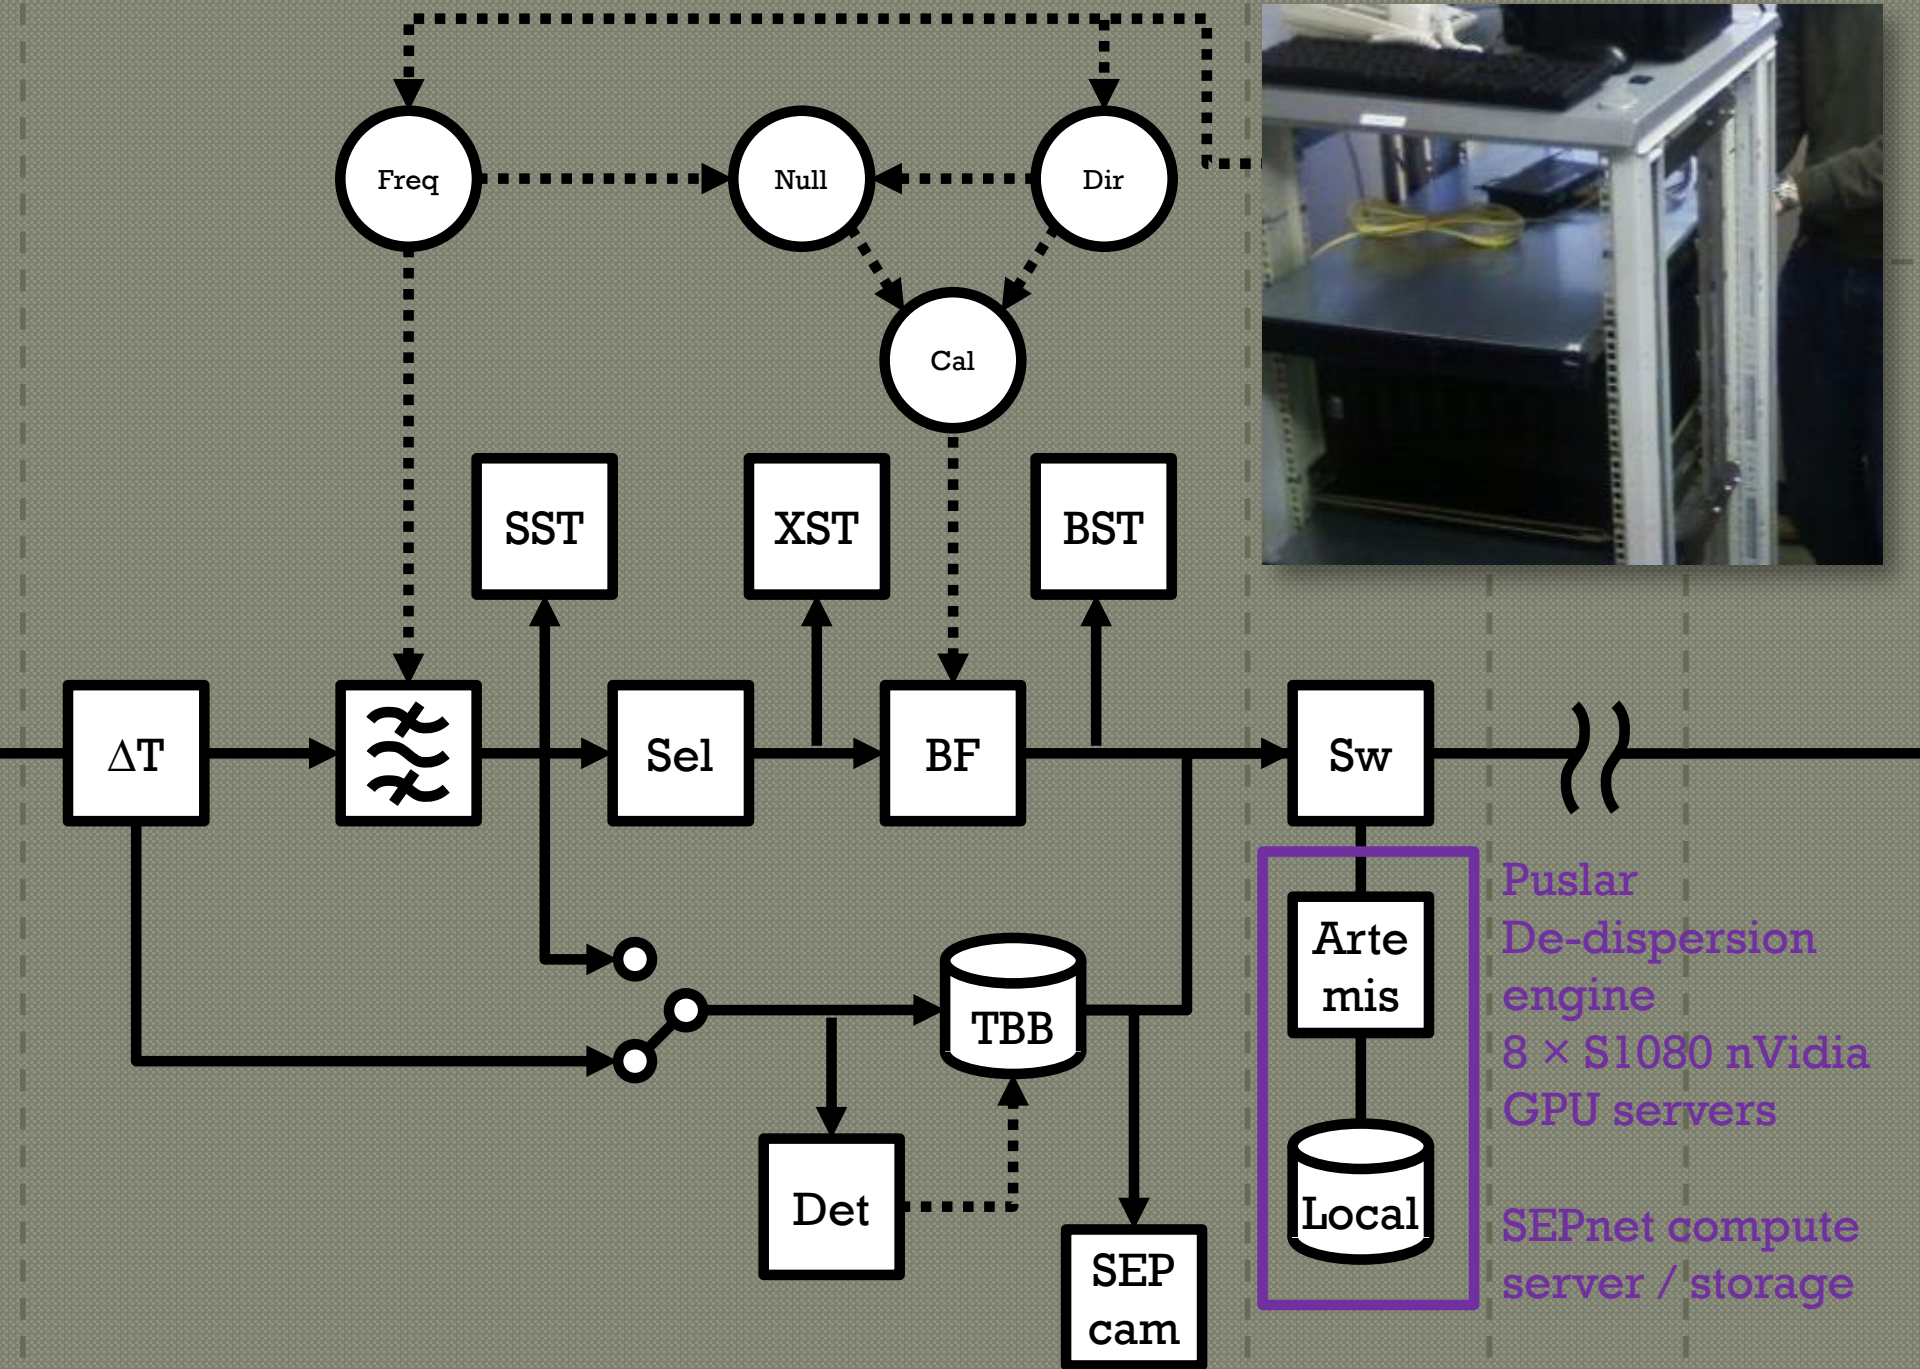 Freq
Null
Dir
Cal
SST
XST
BST
ΔT
Sel
BF
Sw
Arte
mis
TBB
Local
Det
SEP
cam
Puslar
De-dispersion
engine
8 × S1080 nVidia
GPU servers
SEPnet compute
server / storage